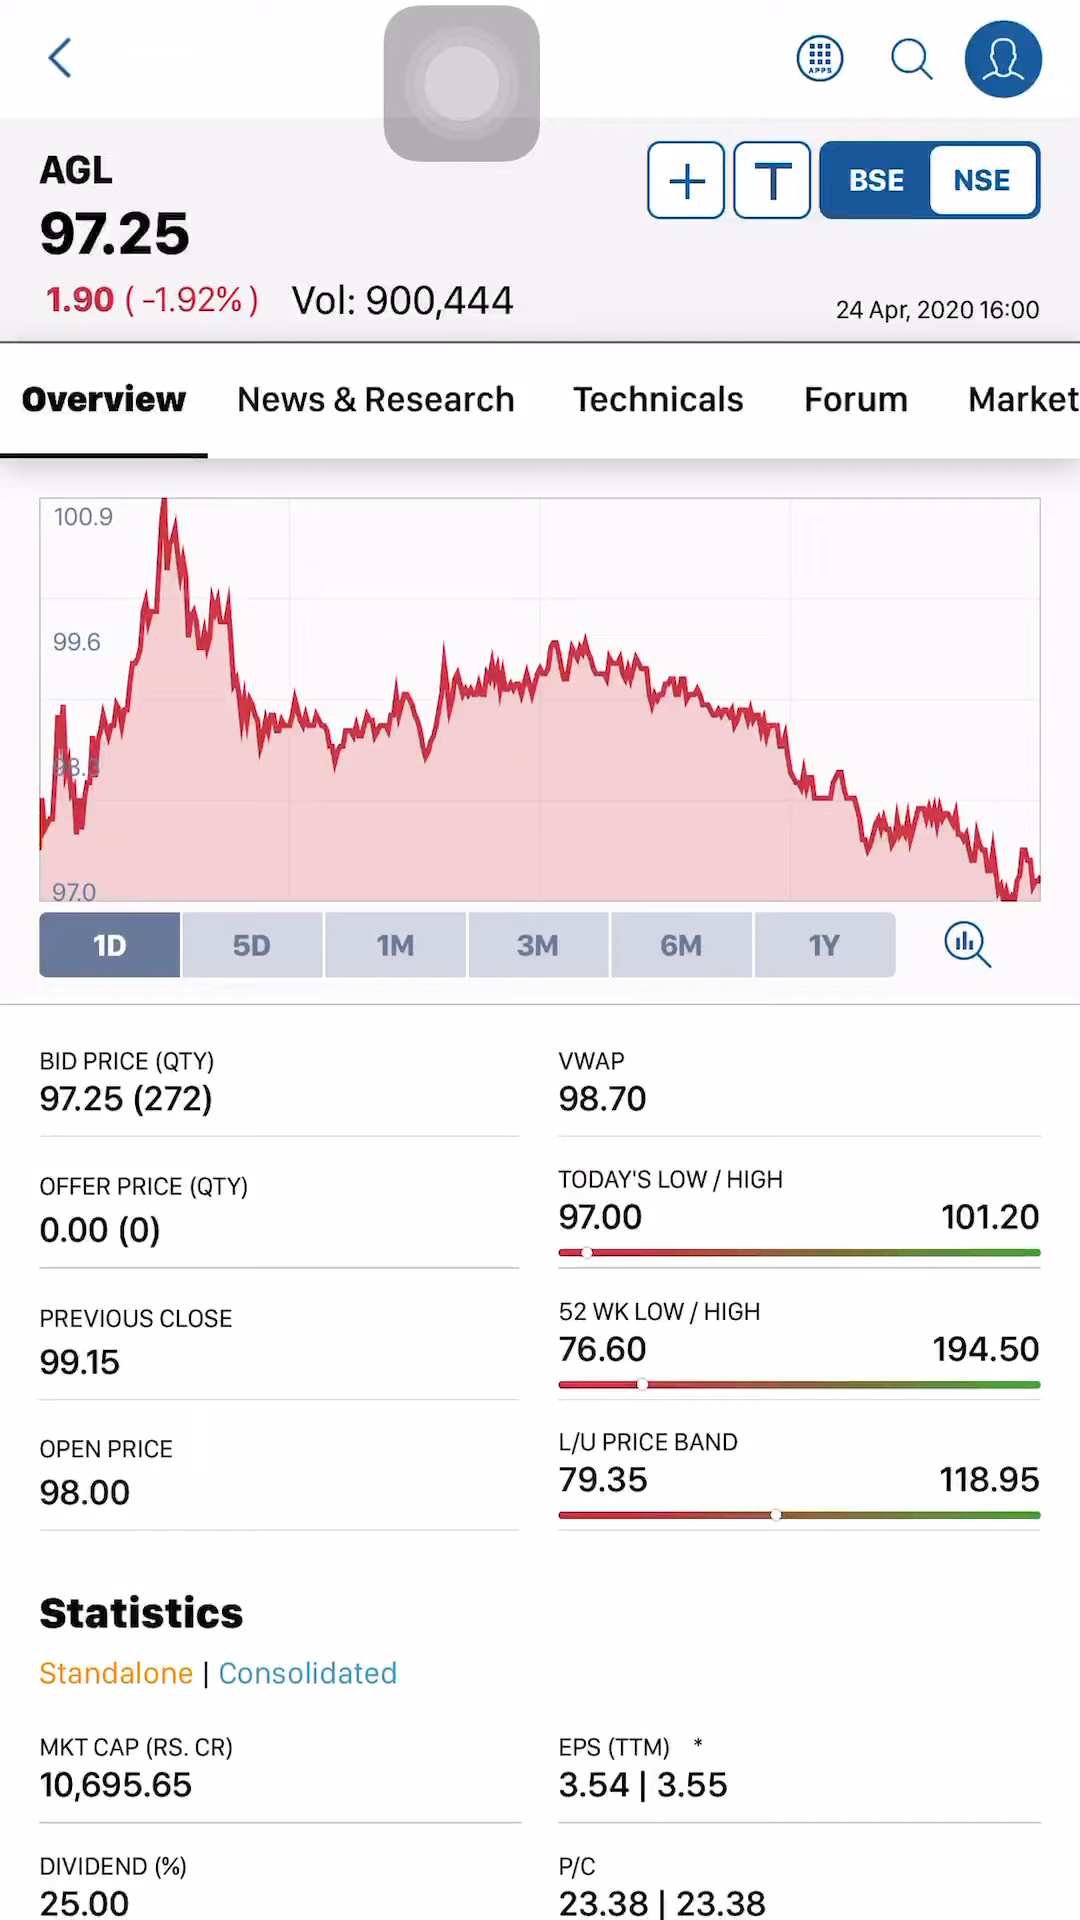 APPS
AGL
97.25
1.90 ( -1.92% ) Vol: 900,444
+ T BSE NSE
24 Apr, 2020 16:00
Overview News & Research Technicals Forum Market
100.9
99.6
98.3
97.0
1D 5D 1M 3M 6M 1Y
BID PRICE (QTY)
97.25 (272)
VWAP
98.70
OFFER PRICE (QTY)
0.00 (0)
TODAY'S LOW / HIGH
97.00 101.20
PREVIOUS CLOSE
99.15
52 WK LOW / HIGH
76.60 194.50
OPEN PRICE
98.00
L/U PRICE BAND
79.35 118.95
Statistics
Standalone | Consolidated
MKT CAP (RS. CR)
10,695.65
EPS (TTM) *
3.54 | 3.55
DIVIDEND (%)
25.00
P/C
23.38 | 23.38